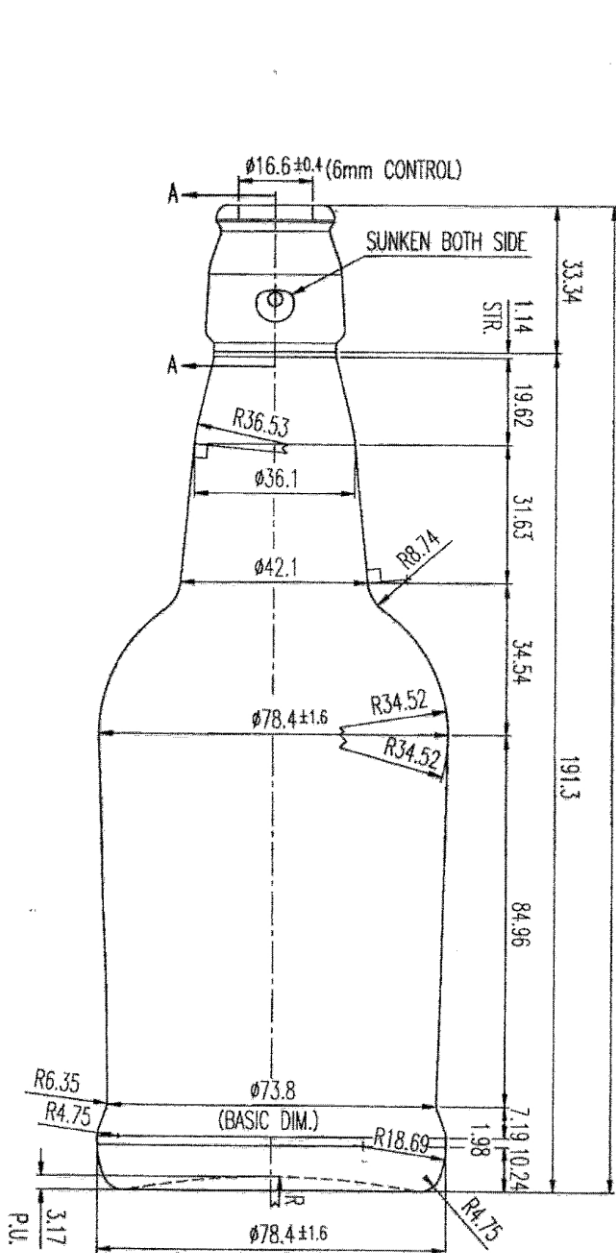 ø16.6±0.4(6mm CONTROL)
A
SUNKEN BOTH SIDE
33.34
1.14
STR.
A
19.62
R36.53
ø36.1
31.63
R8.74
ø42.1
34.54
R34.52
ø78.4±1.6
R34.52
191.3
84.96
R6.35
ø73.8
(BASIC DIM.)
7.19
R4.75
1.98
R18.69
10.24
R
R4.75
3.17
P.U.
ø78.4±1.6